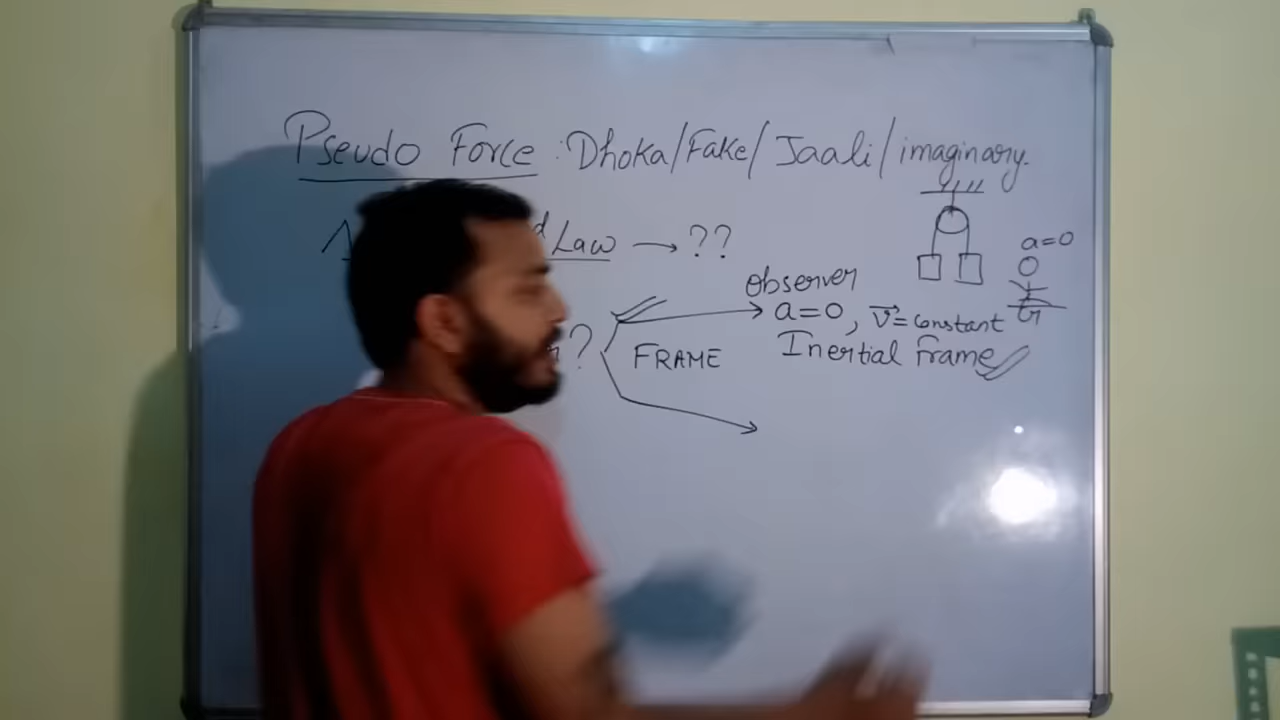 Pseudo Force : Dhoka/Fake/Jaali/imaginary.
Law → ??
a=0
observer
a=0, v⃗=constant
Inertial frame
? FRAME